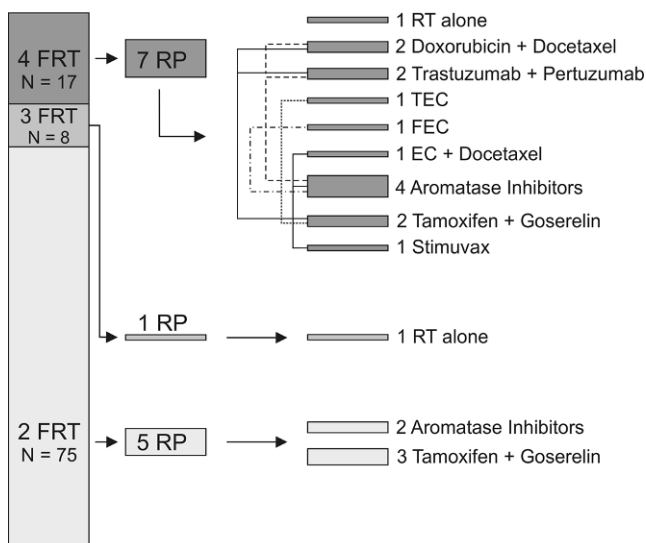 4 FRT
N = 17
7 RP
1 RT alone
2 Doxorubicin + Docetaxel
2 Trastuzumab + Pertuzumab
1 TEC
1 FEC
1 EC + Docetaxel
4 Aromatase Inhibitors
2 Tamoxifen + Goserelin
1 Stimuvax
3 FRT
N = 8
1 RP
1 RT alone
2 FRT
N = 75
5 RP
2 Aromatase Inhibitors
3 Tamoxifen + Goserelin